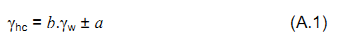 γhc = b.γw ± a (A.1)